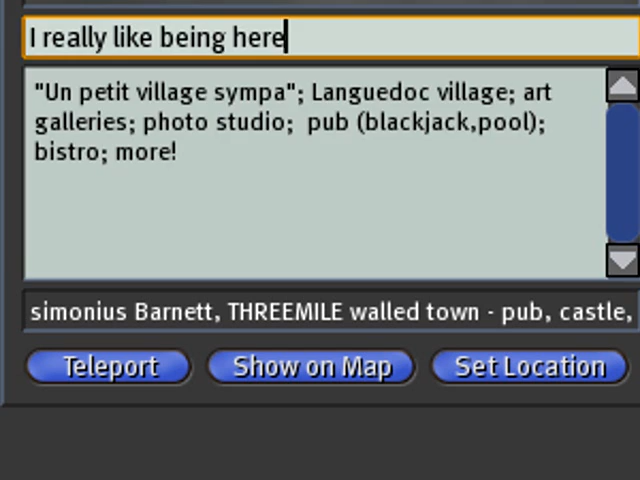 I really like being here
"Un petit village sympa"; Languedoc village; art
galleries; photo studio;  pub (blackjack,pool);
bistro; more!
simonius Barnett, THREEMILE walled town - pub, castle,
Teleport
Show on Map
Set Location